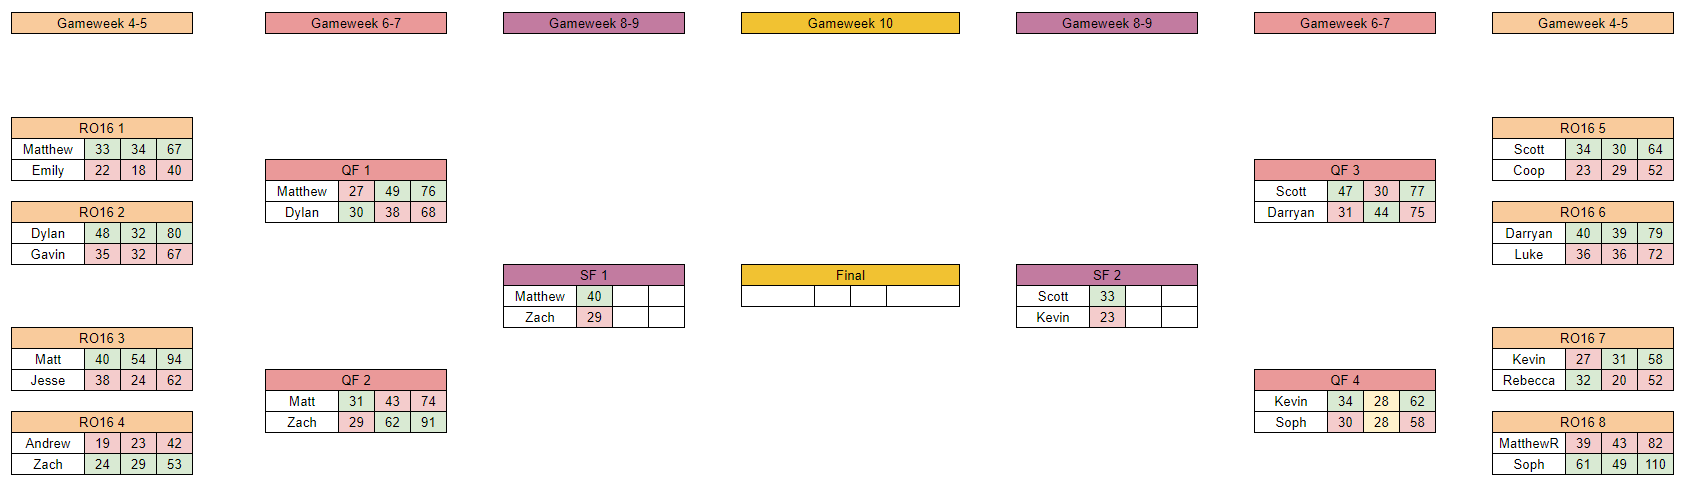 Gameweek 4-5 Gameweek 6-7 Gameweek 8-9 Gameweek 10 Gameweek 8-9 Gameweek 6-7 Gameweek 4-5
RO16 1
Matthew 33 34 67
Emily 22 18 40
RO16 2
Dylan 48 32 80
Gavin 35 32 67
RO16 3
Matt 40 54 94
Jesse 38 24 62
RO16 4
Andrew 19 23 42
Zach 24 29 53
QF 1
Matthew 27 49 76
Dylan 30 38 68
QF 2
Matt 31 43 74
Zach 29 62 91
SF 1
Matthew 40
Zach 29
Final
SF 2
Scott 33
Kevin 23
QF 3
Scott 47 30 77
Darryan 31 44 75
QF 4
Kevin 34 28 62
Soph 30 28 58
RO16 5
Scott 34 30 64
Coop 23 29 52
RO16 6
Darryan 40 39 79
Luke 36 36 72
RO16 7
Kevin 27 31 58
Rebecca 32 20 52
RO16 8
MatthewR 39 43 82
Soph 61 49 110